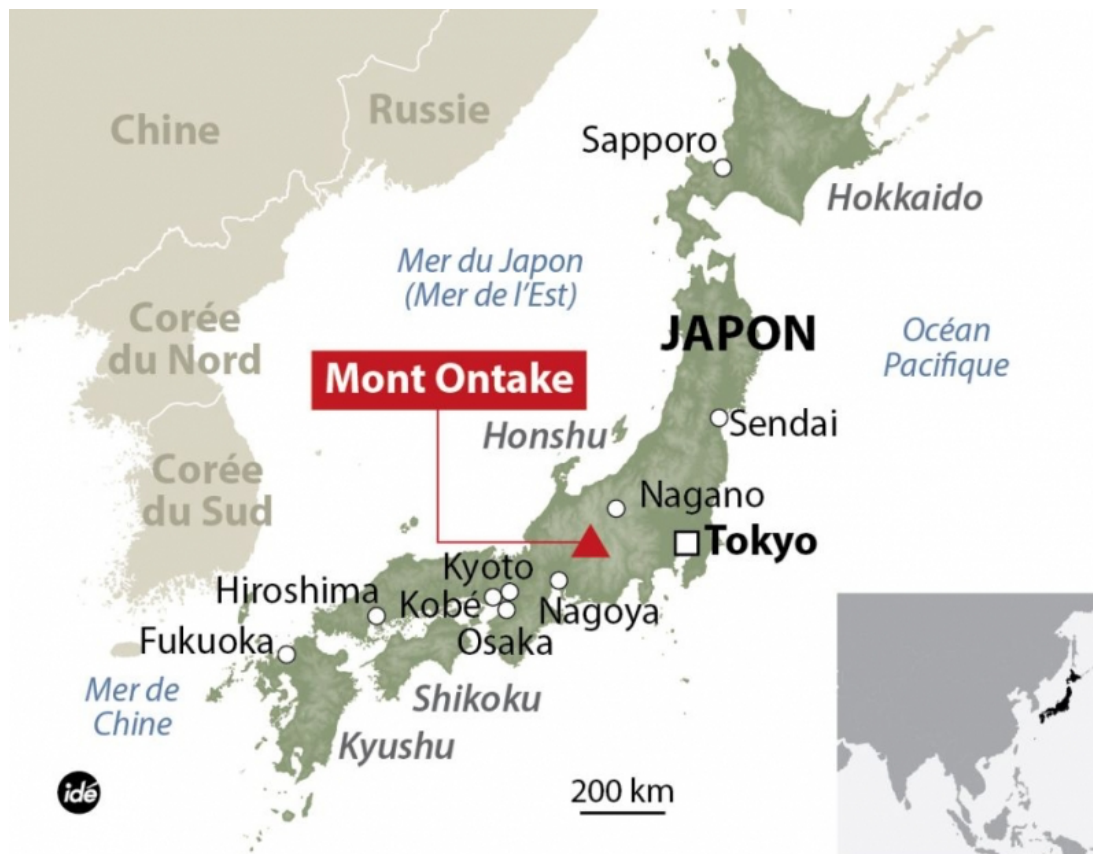 Chine
Russie
Sapporo
Hokkaido
Mer du Japon
(Mer de l'Est)
Corée
du Nord
JAPON
Océan
Pacifique
Mont Ontake
Honshu
Sendai
Corée
du Sud
Nagano
Tokyo
Kyoto
Hiroshima
Kobé
Nagoya
Fukuoka
Osaka
Mer de
Chine
Shikoku
Kyushu
idé
200 km